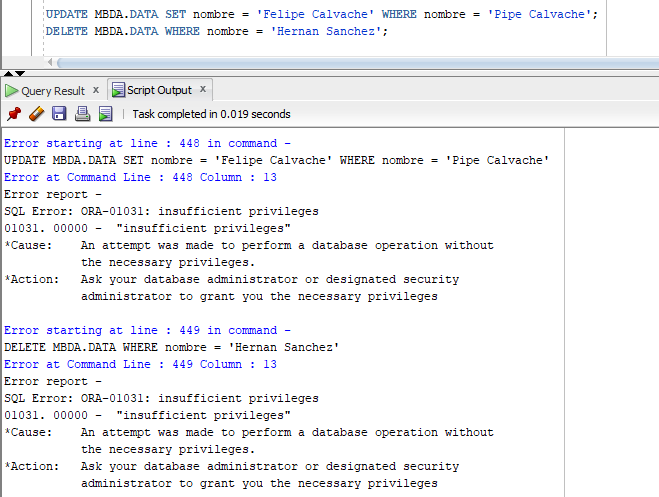 UPDATE MBDA.DATA SET nombre = 'Felipe Calvache' WHERE nombre = 'Pipe Calvache';
DELETE MBDA.DATA WHERE nombre = 'Hernan Sanchez';
Query Result x
Script Output x
Task completed in 0.019 seconds
Error starting at line : 448 in command -
UPDATE MBDA.DATA SET nombre = 'Felipe Calvache' WHERE nombre = 'Pipe Calvache'
Error at Command Line : 448 Column : 13
Error report -
SQL Error: ORA-01031: insufficient privileges
01031. 00000 -  "insufficient privileges"
*Cause:    An attempt was made to perform a database operation without
           the necessary privileges.
*Action:   Ask your database administrator or designated security
           administrator to grant you the necessary privileges
Error starting at line : 449 in command -
DELETE MBDA.DATA WHERE nombre = 'Hernan Sanchez'
Error at Command Line : 449 Column : 13
Error report -
SQL Error: ORA-01031: insufficient privileges
01031. 00000 -  "insufficient privileges"
*Cause:    An attempt was made to perform a database operation without
           the necessary privileges.
*Action:   Ask your database administrator or designated security
           administrator to grant you the necessary privileges